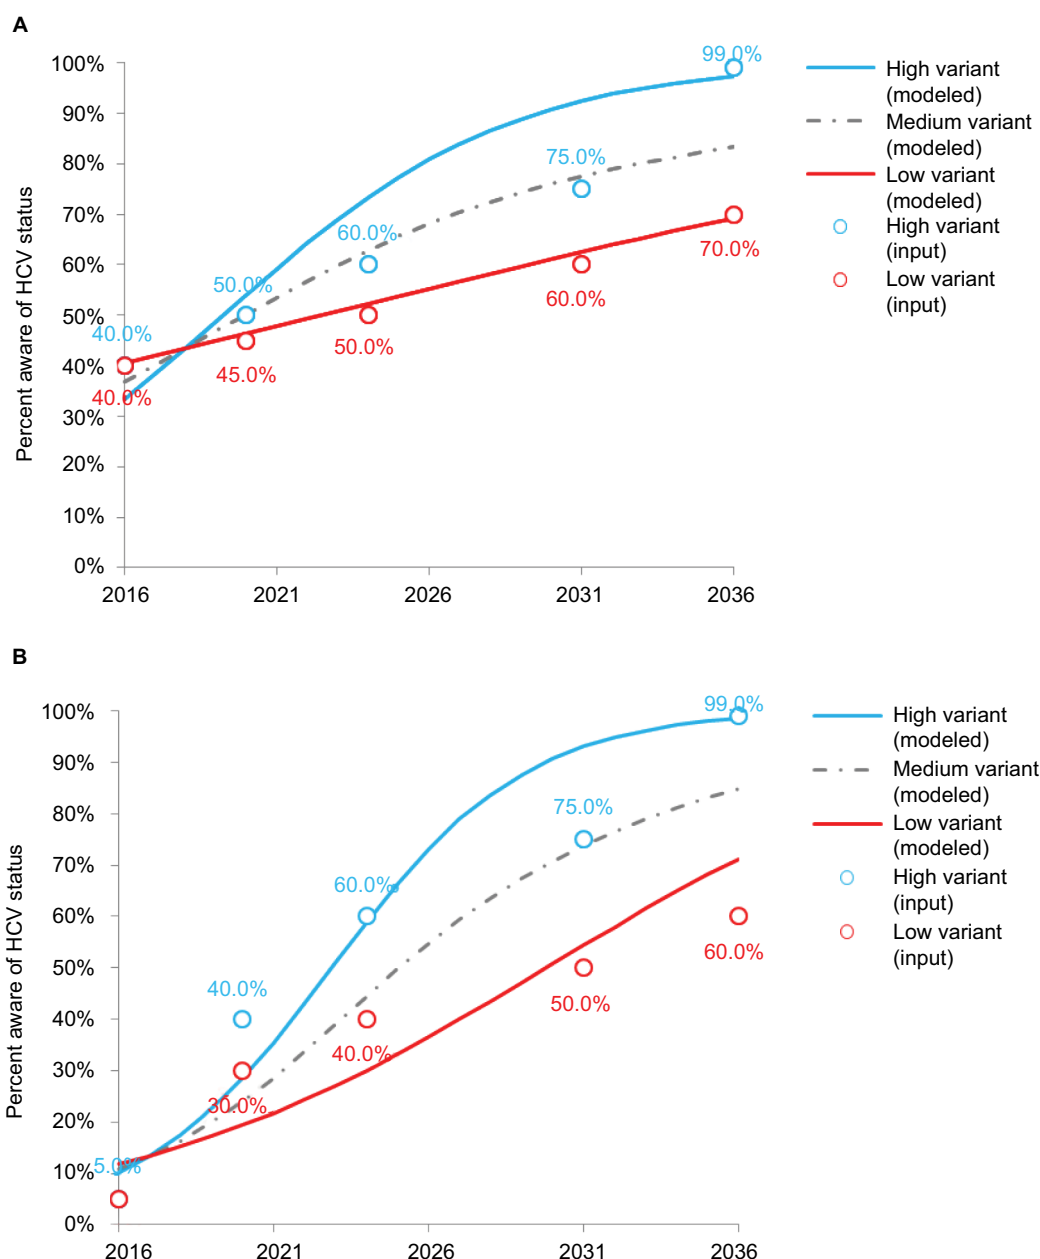 A
100%
90%
80%
70%
60%
50%
40%
30%
20%
10%
0%
Percent aware of HCV status
2016
2021
2026
2031
2036
40.0%
50.0%
60.0%
75.0%
99.0%
40.0%
45.0%
50.0%
60.0%
70.0%
High variant
(modeled)
Medium variant
(modeled)
Low variant
(modeled)
High variant
(input)
Low variant
(input)
B
100%
90%
80%
70%
60%
50%
40%
30%
20%
10%
0%
Percent aware of HCV status
2016
2021
2026
2031
2036
5.0%
40.0%
60.0%
75.0%
99.0%
30.0%
40.0%
50.0%
60.0%
High variant
(modeled)
Medium variant
(modeled)
Low variant
(modeled)
High variant
(input)
Low variant
(input)